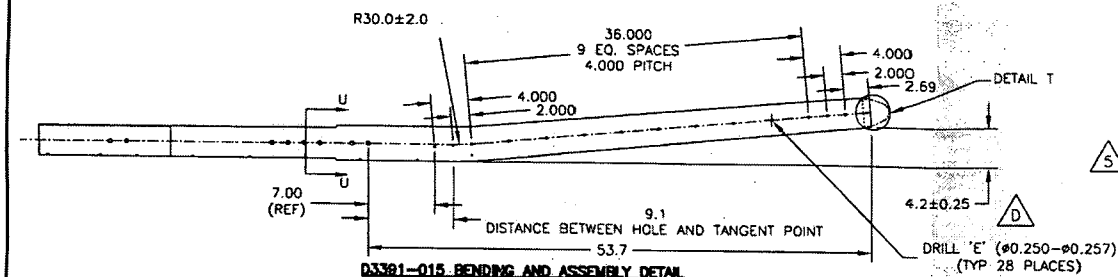 R30.0±2.0
36.000
9 EQ. SPACES
4.000 PITCH
4.000
2.000
2.69
DETAIL T
4.000
2.000
U
U
7.00
(REF)
9.1
DISTANCE BETWEEN HOLE AND TANGENT POINT
53.7
4.2±0.25
S
D
DRILL 'E' (ø0.250-ø0.257)
(TYP 28 PLACES)
D3391-015 BENDING AND ASSEMBLY DETAIL